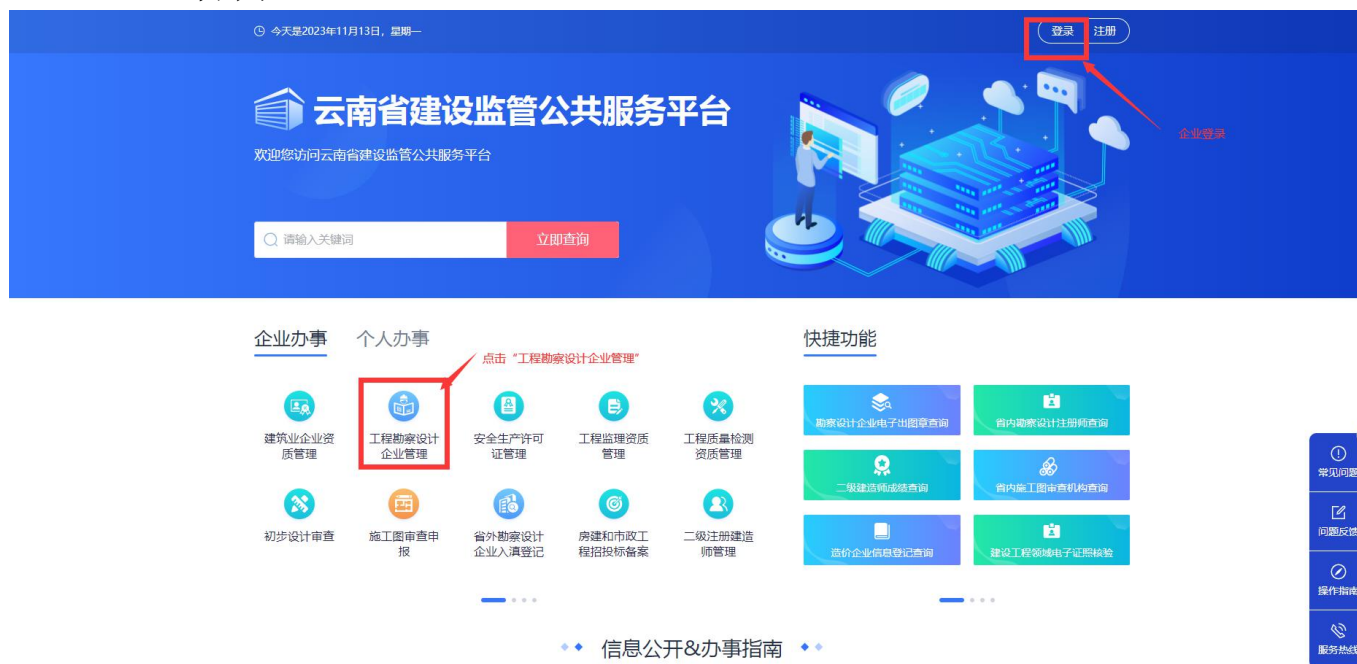 今天是2023年11月13日, 星期一
登录
注册
云南省建设监管公共服务平台
欢迎您访问云南省建设监管公共服务平台
企业登录
请输入关键词
立即查询
企业办事
个人办事
快捷功能
点击“工程勘察设计企业管理”
建筑业企业资
质管理
工程勘察设计
企业管理
安全生产许可
证管理
工程监理资质
管理
工程质量检测
资质管理
初步设计审查
施工图审查申
报
省外勘察设计
企业入滇登记
房建和市政工
程招投标备案
二级注册建造
师管理
勘察设计企业电子出图章查询
省内勘察设计注册师查询
二级建造师成绩查询
省内施工图审查机构查询
造价企业信息登记查询
建设工程领域电子证照核验
常见问题
问题反馈
操作指南
服务热线
信息公开&办事指南